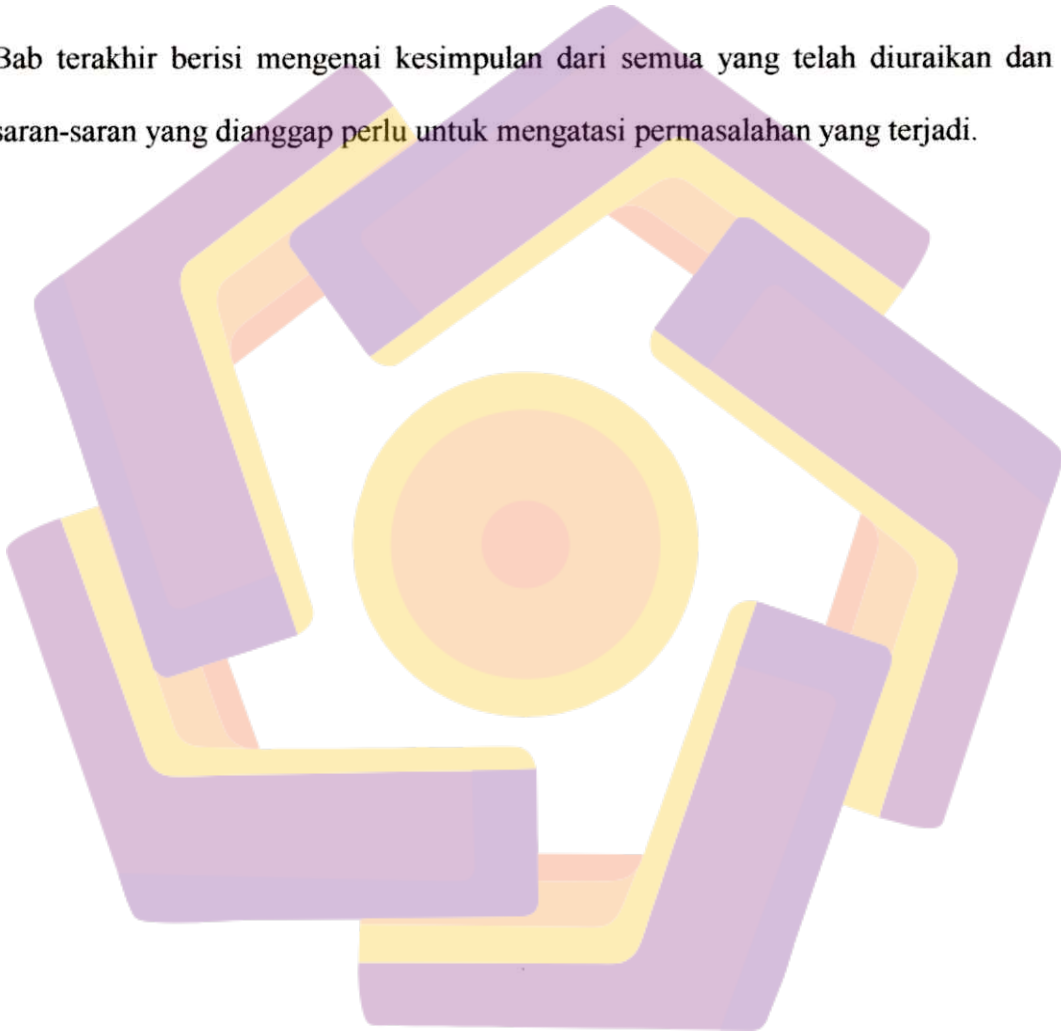 Bab terakhir berisi mengenai kesimpulan dari semua yang telah diuraikan dan
saran-saran yang dianggap perlu untuk mengatasi permasalahan yang terjadi.